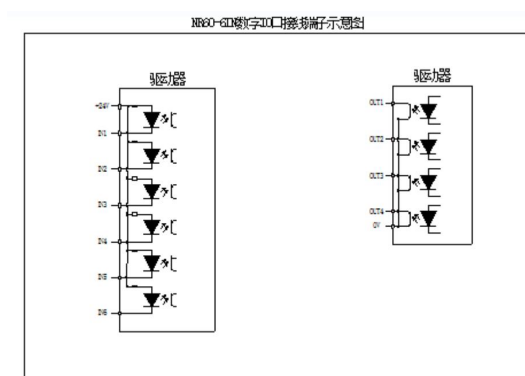 NR60-6IN数字IO口接线端子示意图
驱动器
+24V
IN1
IN2
IN3
IN4
IN5
IN6
驱动器
OUT1
OUT2
OUT3
OUT4
0V